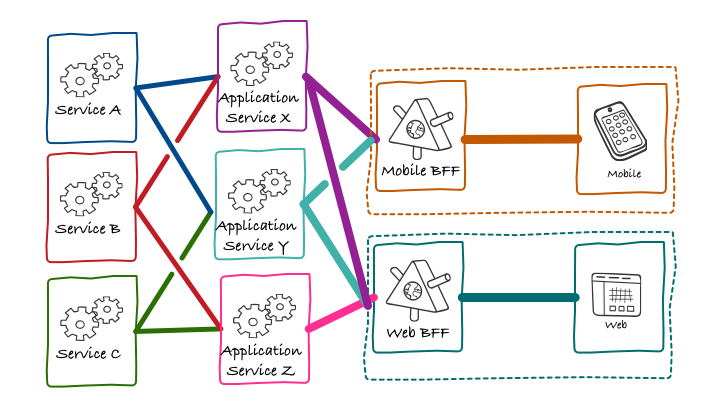 Service A
Application
Service X
Mobile BFF
Mobile
Service B
Application
Service Y
Service C
Application
Service Z
Web BFF
Web